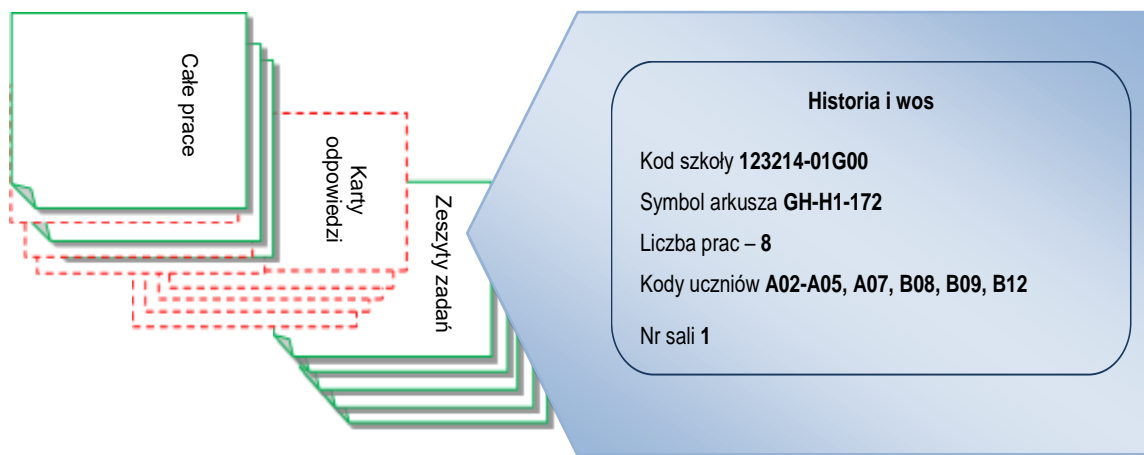 Całe prace
Karty
odpowiedzi
Zeszyty zadań
Historia i wos
Kod szkoły 123214-01G00
Symbol arkusza GH-H1-172
Liczba prac – 8
Kody uczniów A02-A05, A07, B08, B09, B12
Nr sali 1